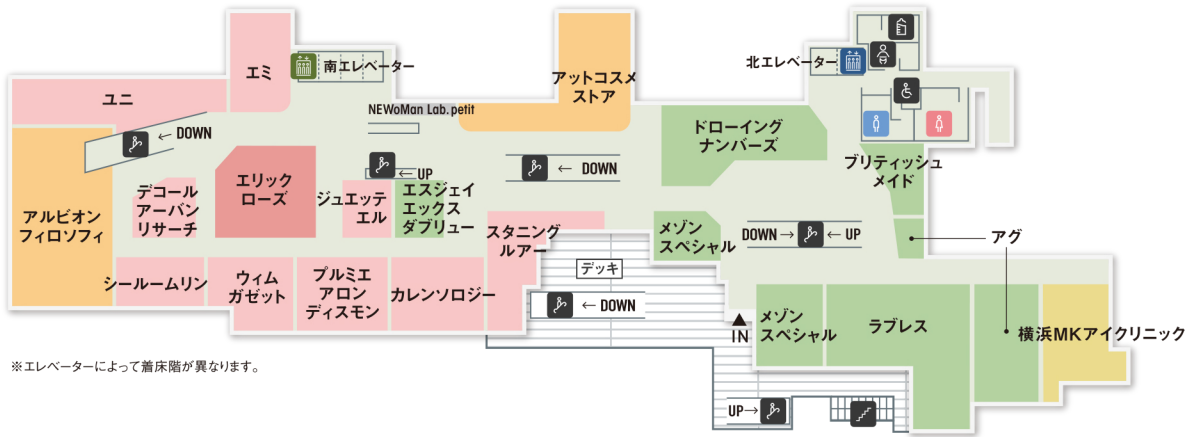 エミ
南エレベーター
ユニ
← DOWN
NEWoMan Lab. petit
アットコスメ
ストア
北エレベーター
← UP
← DOWN
ドローイング
ナンバーズ
ブリティッシュ
メイド
アルビオン
フィロソフィ
デコール
アーバン
リサーチ
エリック
ローズ
ジュエッテ
エル
エスジェイ
エックス
ダブリュー
スタニング
ルアー
メゾン
スペシャル
DOWN→
←UP
アグ
シールームリン
ウィム
ガゼット
プルミエ
アロン
ディスモン
カレンソロジー
デッキ
← DOWN
▲
IN
メゾン
スペシャル
ラブレス
横浜MKアイクリニック
※エレベーターによって着床階が異なります。
UP→